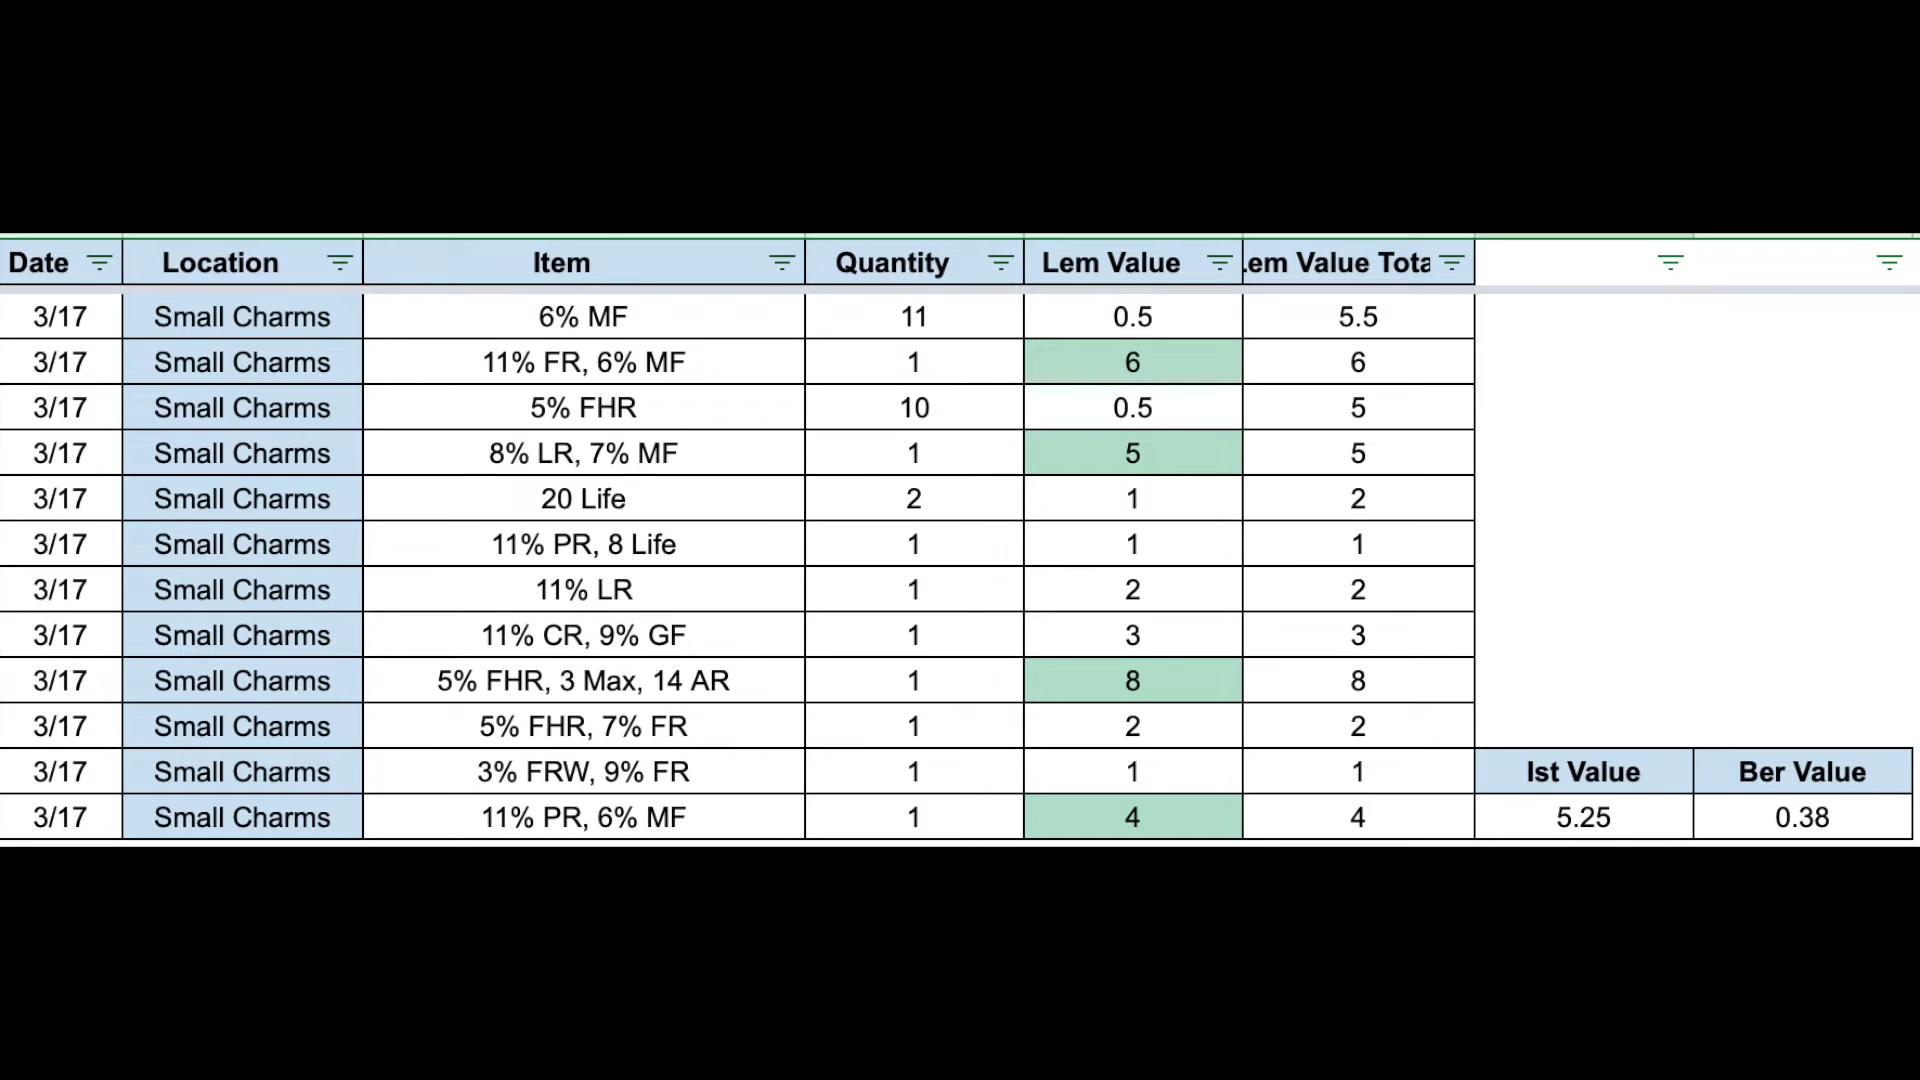 Date Location Item Quantity Lem Value Lem Value Tota
3/17 Small Charms 6% MF 11 0.5 5.5
3/17 Small Charms 11% FR, 6% MF 1 6 6
3/17 Small Charms 5% FHR 10 0.5 5
3/17 Small Charms 8% LR, 7% MF 1 5 5
3/17 Small Charms 20 Life 2 1 2
3/17 Small Charms 11% PR, 8 Life 1 1 1
3/17 Small Charms 11% LR 1 2 2
3/17 Small Charms 11% CR, 9% GF 1 3 3
3/17 Small Charms 5% FHR, 3 Max, 14 AR 1 8 8
3/17 Small Charms 5% FHR, 7% FR 1 2 2
3/17 Small Charms 3% FRW, 9% FR 1 1 1 Ist Value Ber Value
3/17 Small Charms 11% PR, 6% MF 1 4 4 5.25 0.38